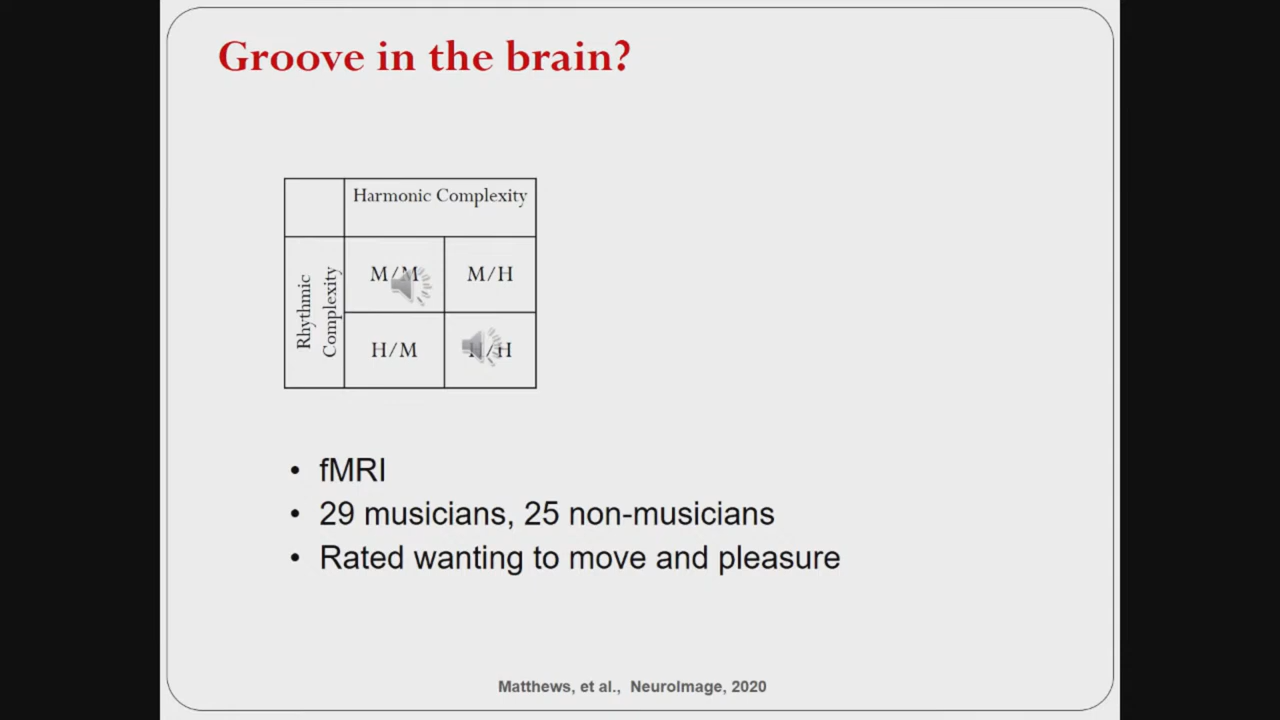 Groove in the brain?
Harmonic Complexity
Rhythmic
Complexity
M/M
M/H
H/M
H/H
• fMRI
• 29 musicians, 25 non-musicians
• Rated wanting to move and pleasure
Matthews, et al., NeuroImage, 2020